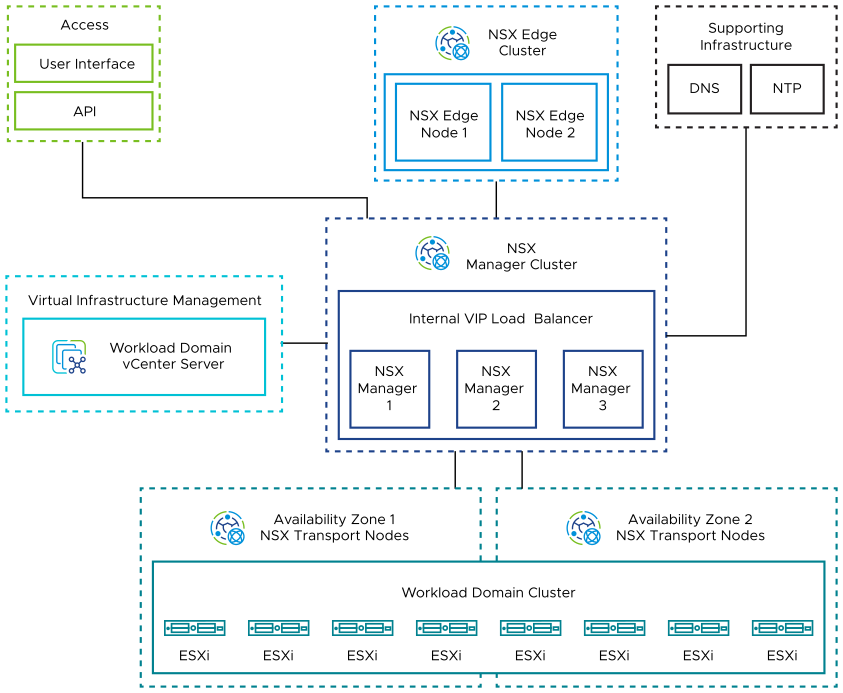 Access
User Interface
API
NSX Edge
Cluster
NSX Edge
Node 1
NSX Edge
Node 2
Supporting
Infrastructure
DNS
NTP
NSX
Manager Cluster
Internal VIP Load Balancer
NSX
Manager
1
NSX
Manager
2
NSX
Manager
3
Virtual Infrastructure Management
Workload Domain
vCenter Server
Availability Zone 1
NSX Transport Nodes
Availability Zone 2
NSX Transport Nodes
Workload Domain Cluster
ESXi
ESXi
ESXi
ESXi
ESXi
ESXi
ESXi
ESXi